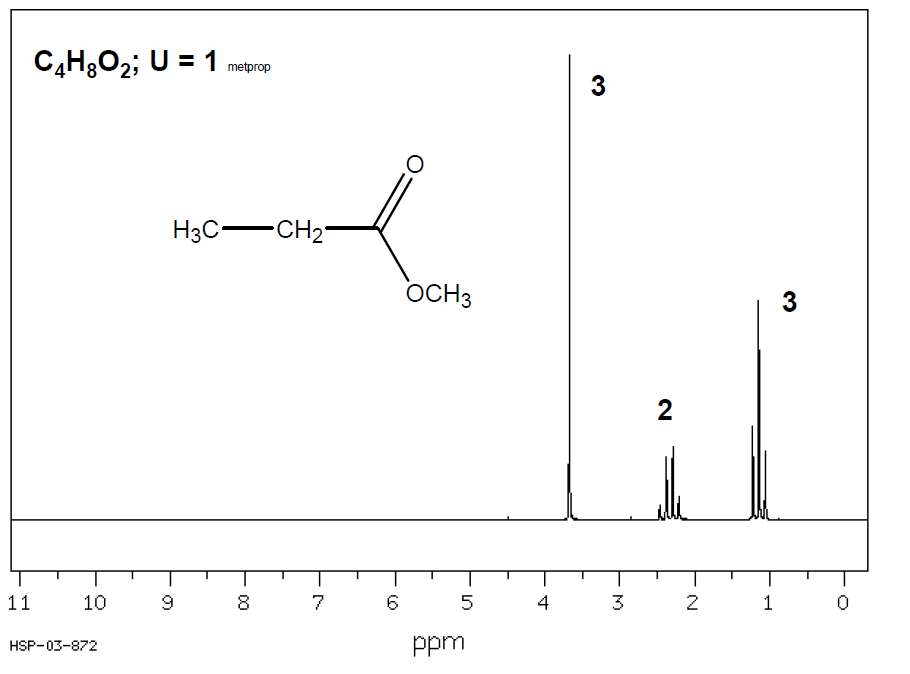 C₄H₈O₂; U = 1 metprop
3
O
H₃C CH₂
OCH₃
3
2
11 10 9 8 7 6 5 4 3 2 1 0
HSP-03-872
ppm